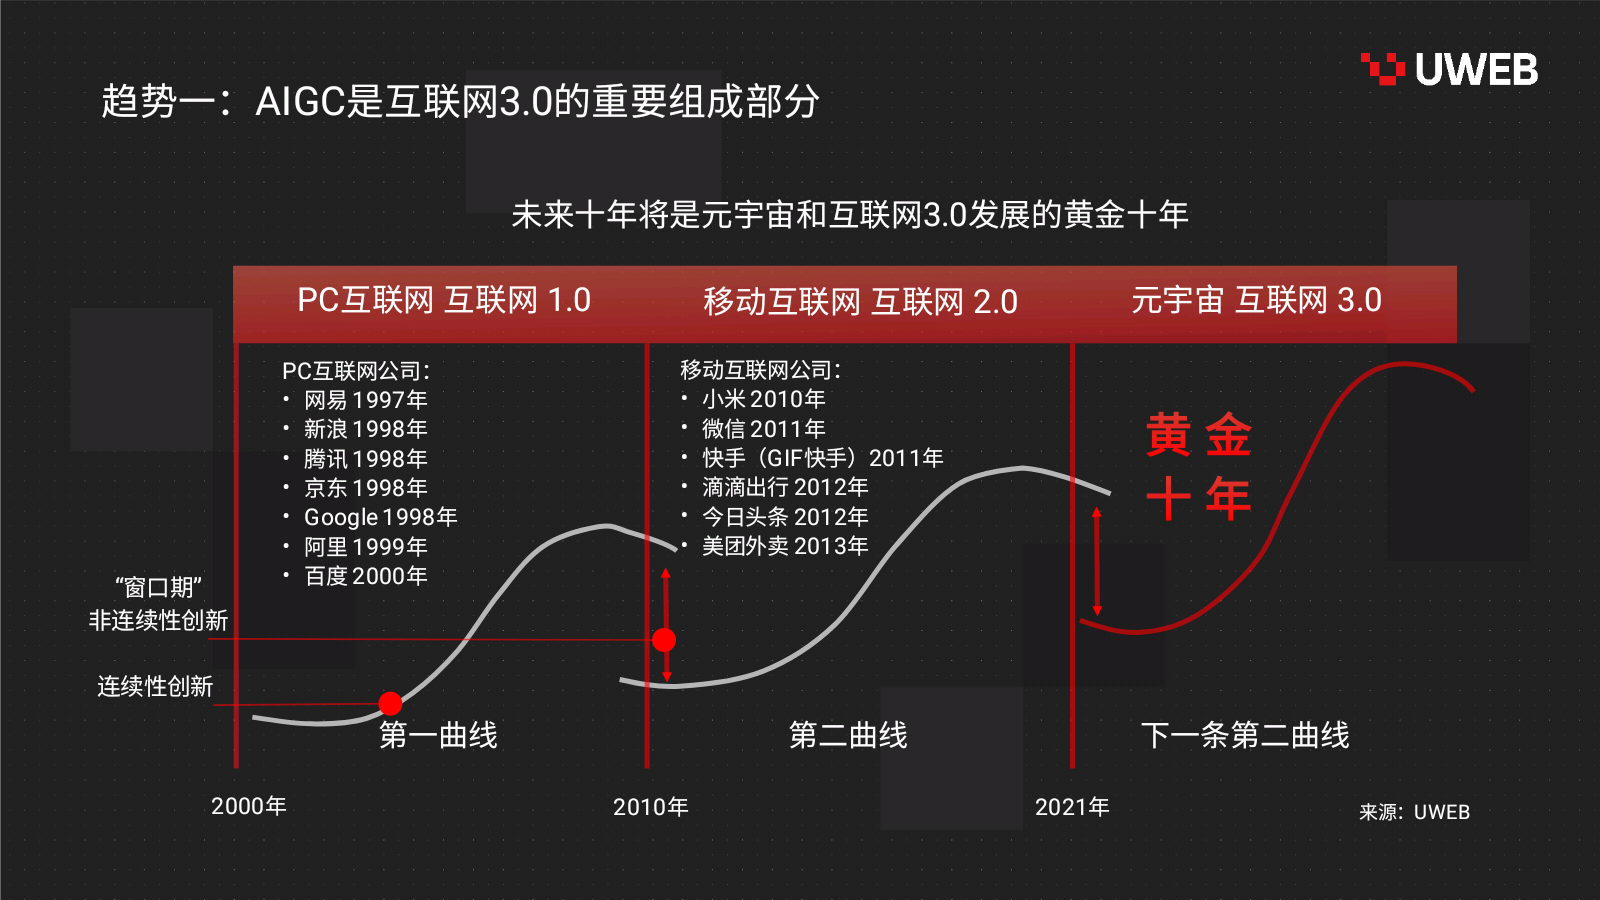 UWEB
趋势一：AIGC是互联网3.0的重要组成部分
未来十年将是元宇宙和互联网3.0发展的黄金十年
PC互联网 互联网 1.0
移动互联网 互联网 2.0
元宇宙 互联网 3.0
PC互联网公司：
• 网易 1997年
• 新浪 1998年
• 腾讯 1998年
• 京东 1998年
• Google 1998年
• 阿里 1999年
• 百度 2000年
移动互联网公司：
• 小米 2010年
• 微信 2011年
• 快手（GIF快手）2011年
• 滴滴出行 2012年
• 今日头条 2012年
• 美团外卖 2013年
黄 金
十 年
“窗口期”
非连续性创新
连续性创新
第一曲线
第二曲线
下一条第二曲线
2000年
2010年
2021年
来源：UWEB